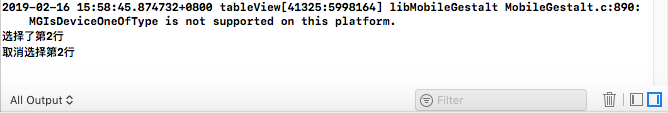 2019-02-16 15:58:45.874732+0800 tableView[41325:5998164] libMobileGestalt MobileGestalt.c:890:
MGIsDeviceOneOfType is not supported on this platform.
选择了第2行
取消选择第2行
All Output
Filter